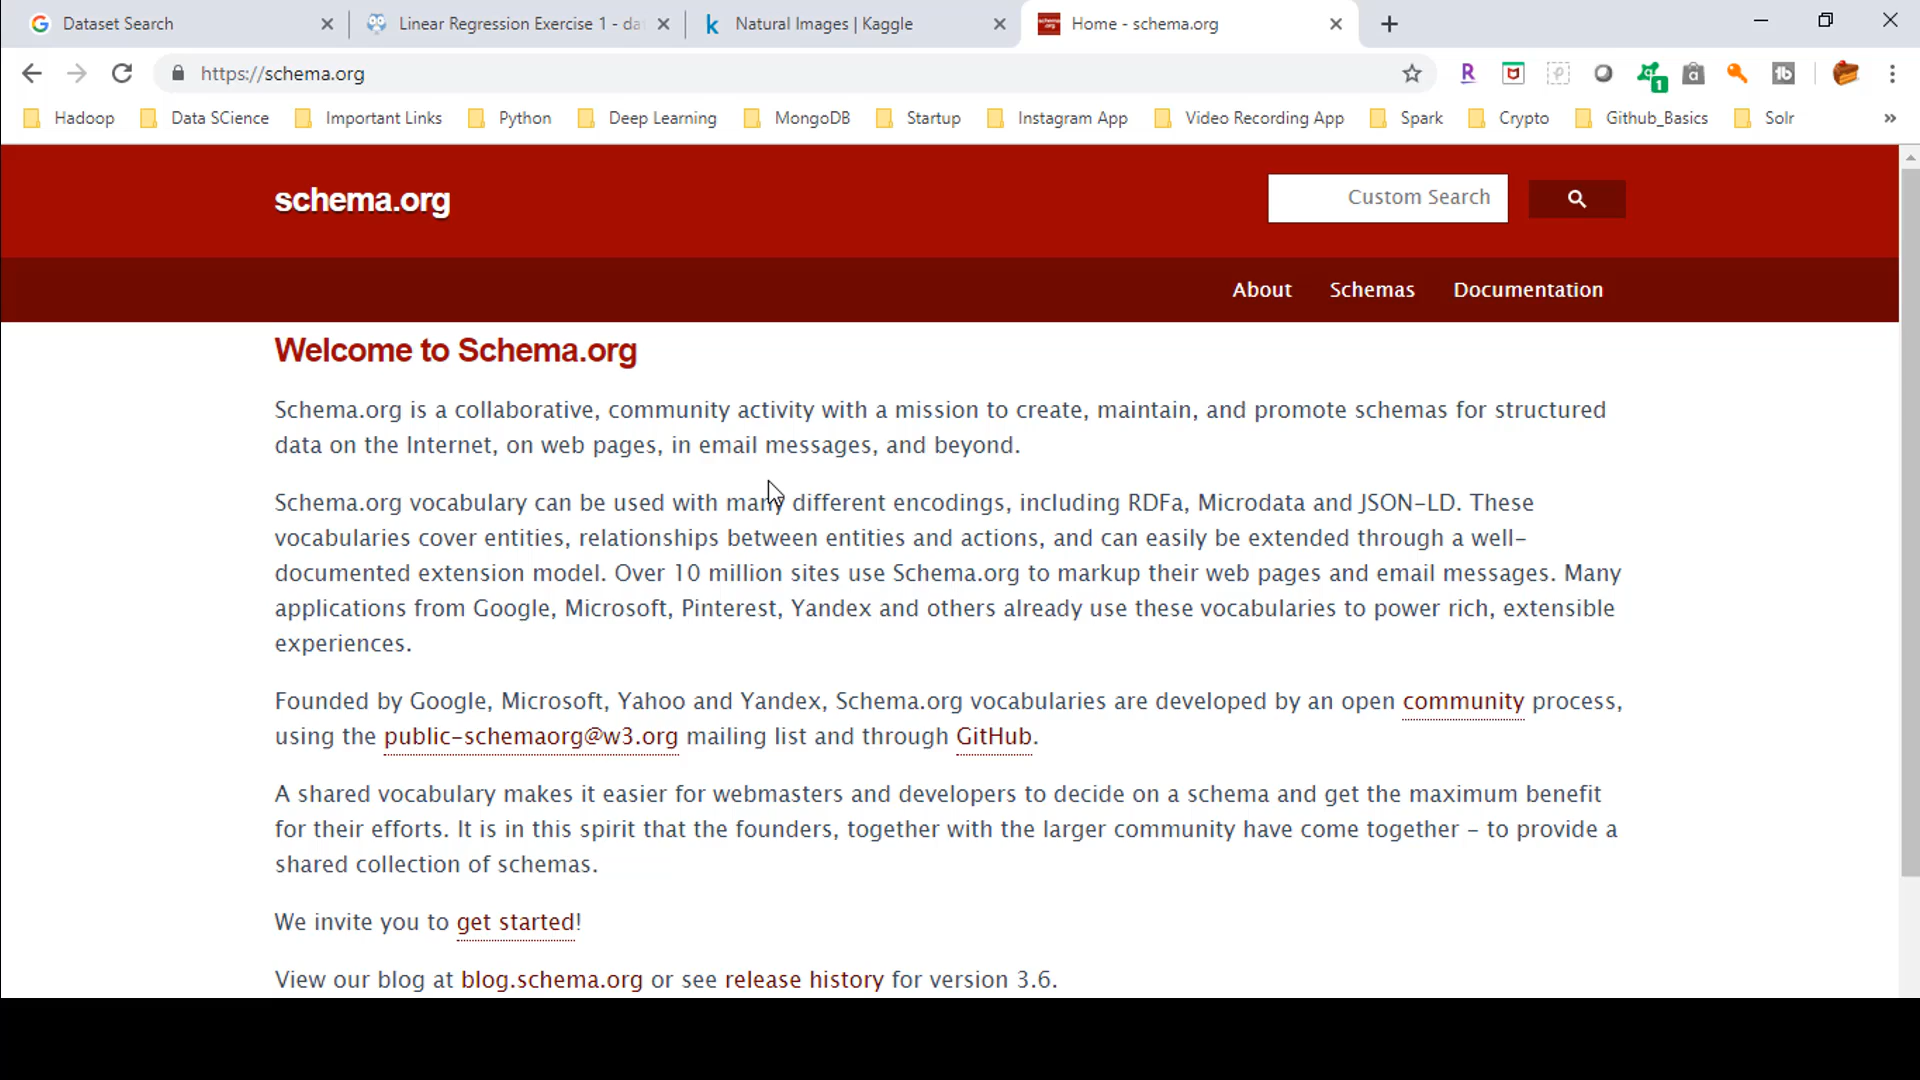 Dataset Search
Linear Regression Exercise 1 - da
Natural Images | Kaggle
Home - schema.org
https://schema.org
1
Hadoop
Data SCience
Important Links
Python
Deep Learning
MongoDB
Startup
Instagram App
Video Recording App
Spark
Crypto
Github_Basics
Solr
»
schema.org
Custom Search
About
Schemas
Documentation
Welcome to Schema.org
Schema.org is a collaborative, community activity with a mission to create, maintain, and promote schemas for structured
data on the Internet, on web pages, in email messages, and beyond.
Schema.org vocabulary can be used with many different encodings, including RDFa, Microdata and JSON-LD. These
vocabularies cover entities, relationships between entities and actions, and can easily be extended through a well-
documented extension model. Over 10 million sites use Schema.org to markup their web pages and email messages. Many
applications from Google, Microsoft, Pinterest, Yandex and others already use these vocabularies to power rich, extensible
experiences.
Founded by Google, Microsoft, Yahoo and Yandex, Schema.org vocabularies are developed by an open community process,
using the public-schemaorg@w3.org mailing list and through GitHub.
A shared vocabulary makes it easier for webmasters and developers to decide on a schema and get the maximum benefit
for their efforts. It is in this spirit that the founders, together with the larger community have come together - to provide a
shared collection of schemas.
We invite you to get started!
View our blog at blog.schema.org or see release history for version 3.6.